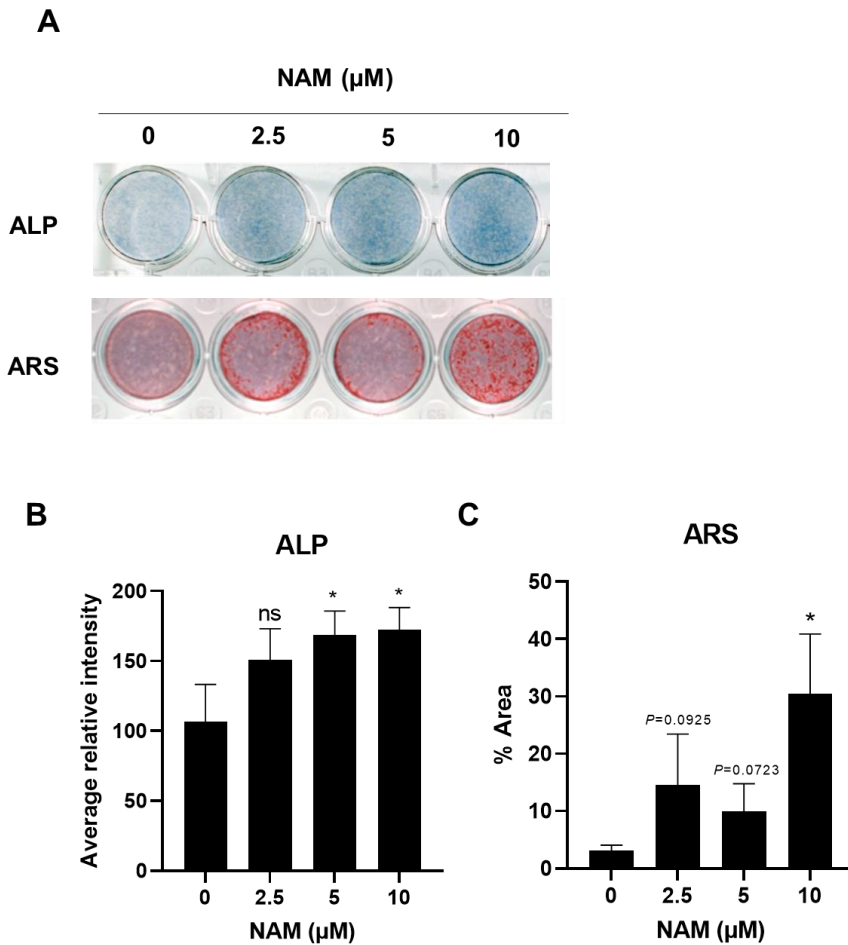 A
NAM (µM)
0 2.5 5 10
ALP
ARS
B
ALP
Average relative intensity
200
150
100
50
0
ns
*
*
0 2.5 5 10
NAM (µM)
C
ARS
% Area
50
40
30
20
10
0
P=0.0925
P=0.0723
*
0 2.5 5 10
NAM (µM)